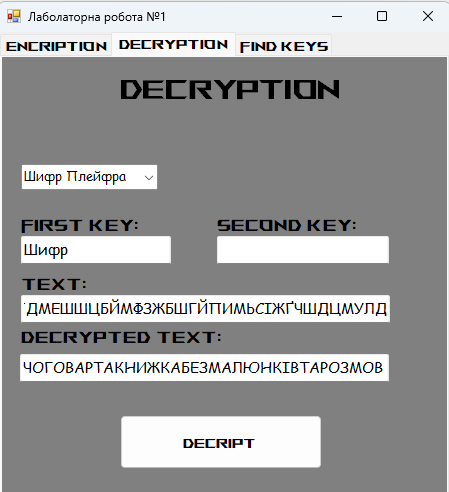 Лаболаторна робота №1
ENCRIPTION DECRYPTION FIND KEYS
DECRYPTION
Шифр Плейфра
FIRST KEY: SECOND KEY:
Шифр
TEXT:
ДМЕШШЦБЙМФЗЖБШГЙПИМЬСІЖҐЧШДЦМУЛД
DECRYPTED TEXT:
ЧОГОВАРТАКНИЖКАБЕЗМАЛЮНКІВТАРОЗМОВ
DECRIPT